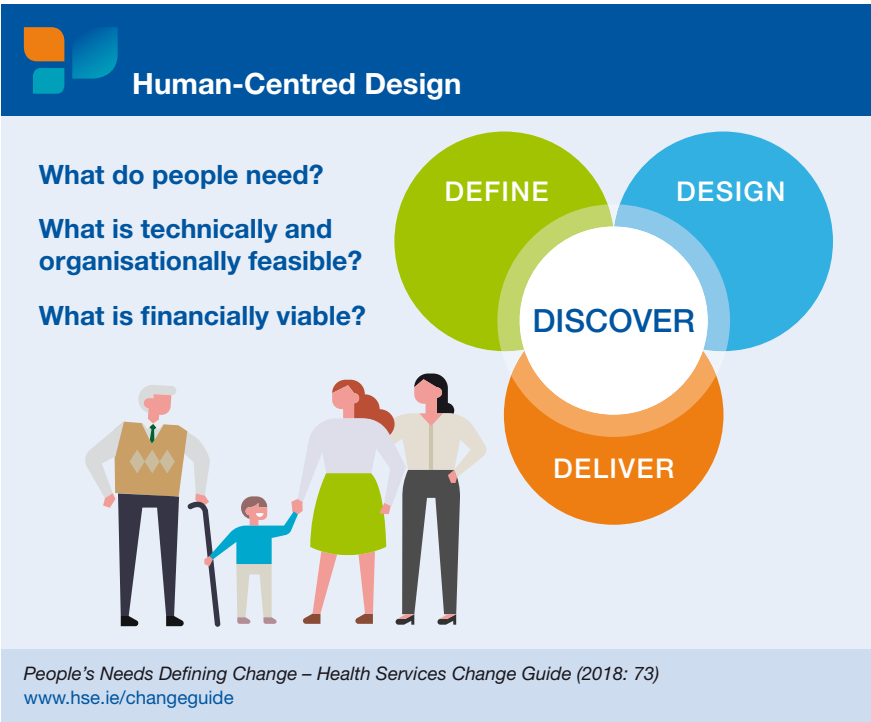 Human-Centred Design
What do people need?
What is technically and
organisationally feasible?
What is financially viable?
DEFINE
DESIGN
DISCOVER
DELIVER
People’s Needs Defining Change – Health Services Change Guide (2018: 73)
www.hse.ie/changeguide